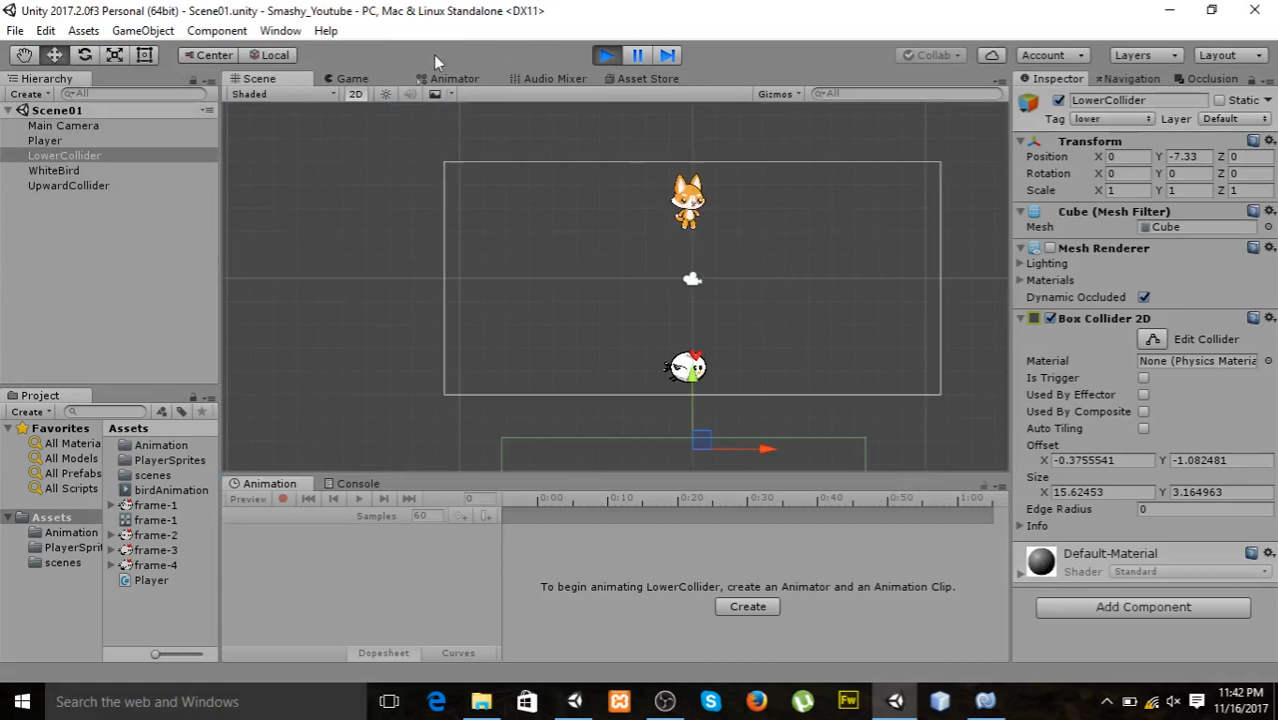 Unity 2017.2.0f3 Personal (64bit) - Scene01.unity - Smashy_Youtube - PC, Mac & Linux Standalone <DX11>
File Edit Assets GameObject Component Window Help
Center Local Collab Account Layers Layout
Hierarchy
Create All
Scene01
Main Camera
Player
LowerCollider
WhiteBird
UpwardCollider
Scene Game Animator Audio Mixer Asset Store
Shaded 2D Gizmos All
Project
Create
Favorites
All Materia
All Models
All Prefabs
All Scripts
Assets
Animation
PlayerSprit
scenes
Assets
Animation
PlayerSprites
scenes
birdAnimation
frame-1
frame-1
frame-2
frame-3
frame-4
Player
Animation Console
Preview 0 0:00 0:10 0:20 0:30 0:40 0:50 1:00
Samples 60
To begin animating LowerCollider, create an Animator and an Animation Clip.
Create
Dopesheet Curves
Inspector Navigation Occlusion
LowerCollider Static
Tag lower Layer Default
Transform
Position X 0 Y -7.33 Z 0
Rotation X 0 Y 0 Z 0
Scale X 1 Y 1 Z 1
Cube (Mesh Filter)
Mesh Cube
Mesh Renderer
Lighting
Materials
Dynamic Occluded
Box Collider 2D
Edit Collider
Material None (Physics Materia
Is Trigger
Used By Effector
Used By Composite
Auto Tiling
Offset
X -0.3755541 Y -1.082481
Size
X 15.62453 Y 3.164963
Edge Radius 0
Info
Default-Material
Shader Standard
Add Component
Search the web and Windows
Fw
11:42 PM
11/16/2017